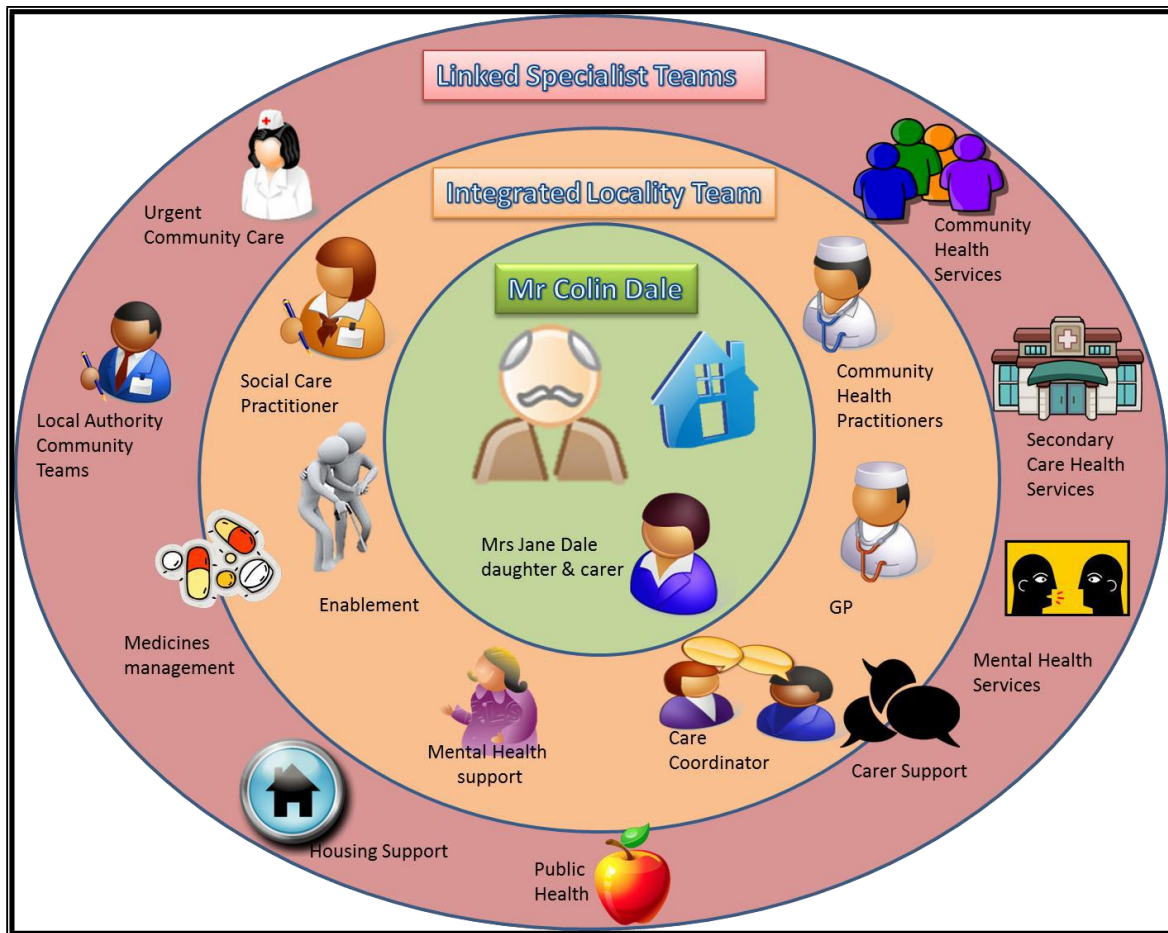 Linked Specialist Teams
Urgent
Community Care
Community
Health
Services
Integrated Locality Team
Social Care
Practitioner
Mr Colin Dale
Community
Health
Practitioners
Local Authority
Community
Teams
Secondary
Care Health
Services
Mrs Jane Dale
daughter & carer
Enablement
GP
Medicines
management
Mental Health
Services
Mental Health
support
Care
Coordinator
Carer Support
Housing Support
Public
Health